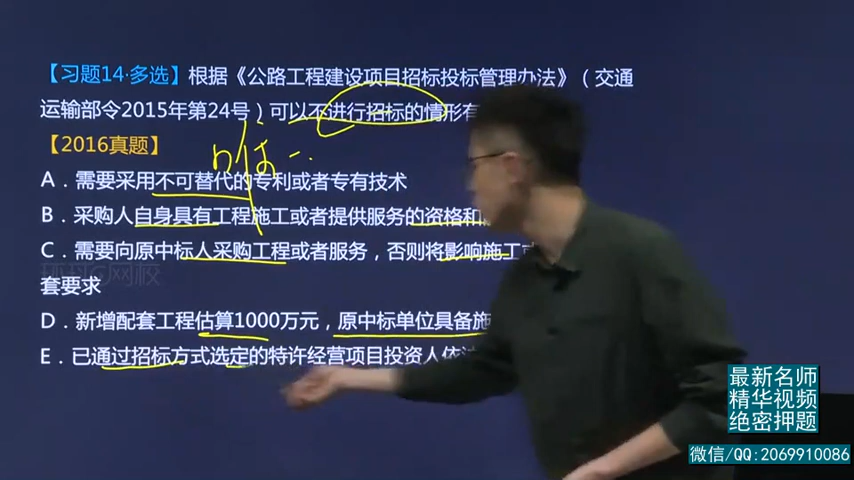 【习题14·多选】根据《公路工程建设项目招标投标管理办法》（交通
运输部令2015年第24号）可以不进行招标的情形有
【2016真题】
唯一
A．需要采用不可替代的专利或者专有技术
B．采购人自身具有工程施工或者提供服务的资格和
C．需要向原中标人采购工程或者服务，否则将影响施工或
套要求
D．新增配套工程估算1000万元，原中标单位具备施
E．已通过招标方式选定的特许经营项目投资人依法
环球网校
最新名师
精华视频
绝密押题
微信/QQ:2069910086